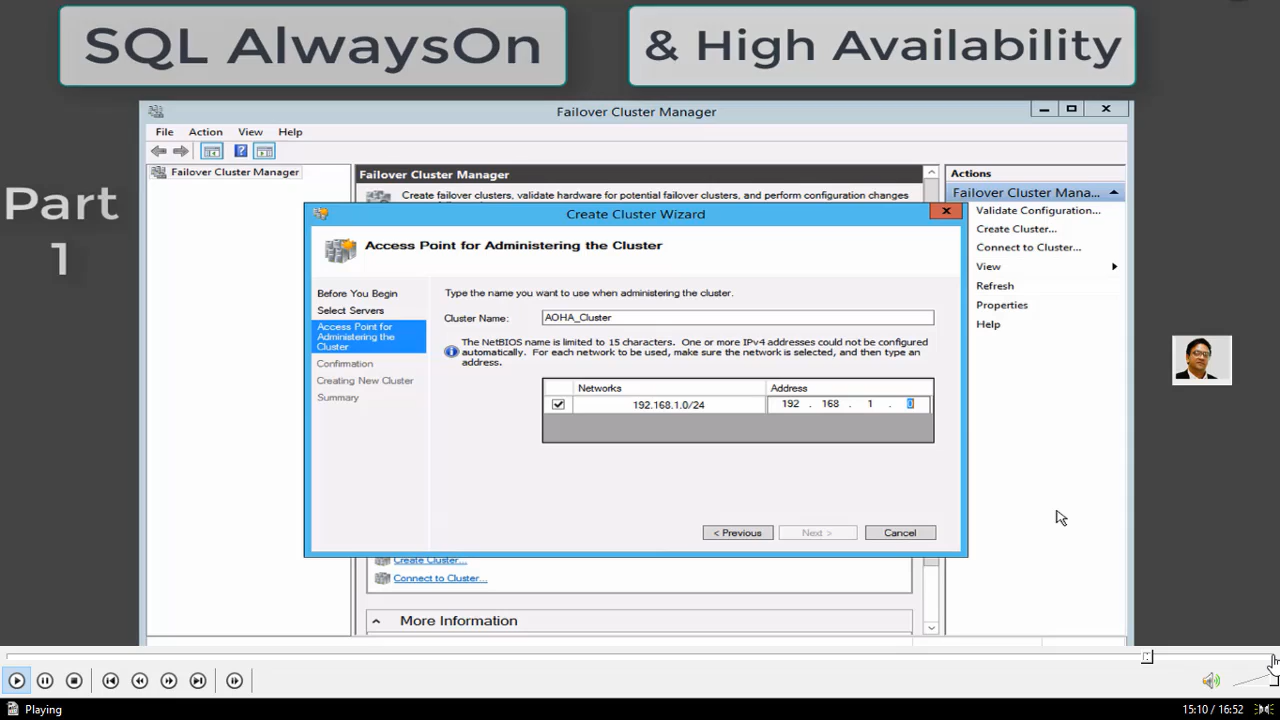 SQL AlwaysOn
& High Availability
Part
1
Failover Cluster Manager
File Action View Help
Failover Cluster Manager
Failover Cluster Manager
Create failover clusters, validate hardware for potential failover clusters, and perform configuration changes
Actions
Failover Cluster Mana...
Validate Configuration...
Create Cluster...
Connect to Cluster...
View
Refresh
Properties
Help
Create Cluster Wizard
Access Point for Administering the Cluster
Before You Begin
Select Servers
Access Point for
Administering the
Cluster
Confirmation
Creating New Cluster
Summary
Type the name you want to use when administering the cluster.
Cluster Name: AOHA_Cluster
The NetBIOS name is limited to 15 characters. One or more IPv4 addresses could not be configured
automatically. For each network to be used, make sure the network is selected, and then type an
address.
Networks Address
192.168.1.0/24 192 . 168 . 1 . 0
< Previous Next > Cancel
Create Cluster...
Connect to Cluster...
More Information
Playing 15:10 / 16:52